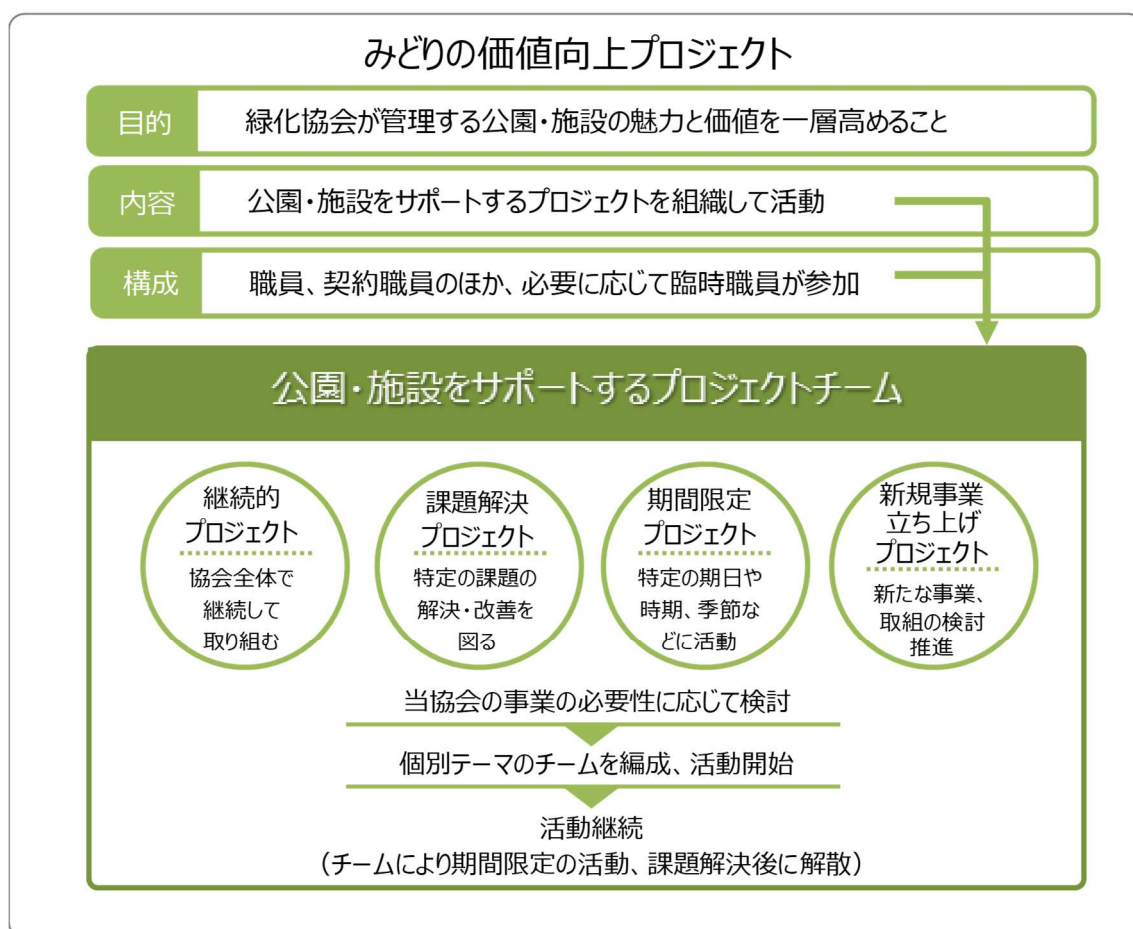 みどりの価値向上プロジェクト
目的
緑化協会が管理する公園・施設の魅力と価値を一層高めること
内容
公園・施設をサポートするプロジェクトを組織して活動
構成
職員、契約職員のほか、必要に応じて臨時職員が参加
公園・施設をサポートするプロジェクトチーム
継続的
プロジェクト
協会全体で
継続して
取り組む
課題解決
プロジェクト
特定の課題の
解決・改善を
図る
期間限定
プロジェクト
特定の期日や
時期、季節な
どに活動
新規事業
立ち上げ
プロジェクト
新たな事業、
取組の検討
推進
当協会の事業の必要性に応じて検討
個別テーマのチームを編成、活動開始
活動継続
（チームにより期間限定の活動、課題解決後に解散）